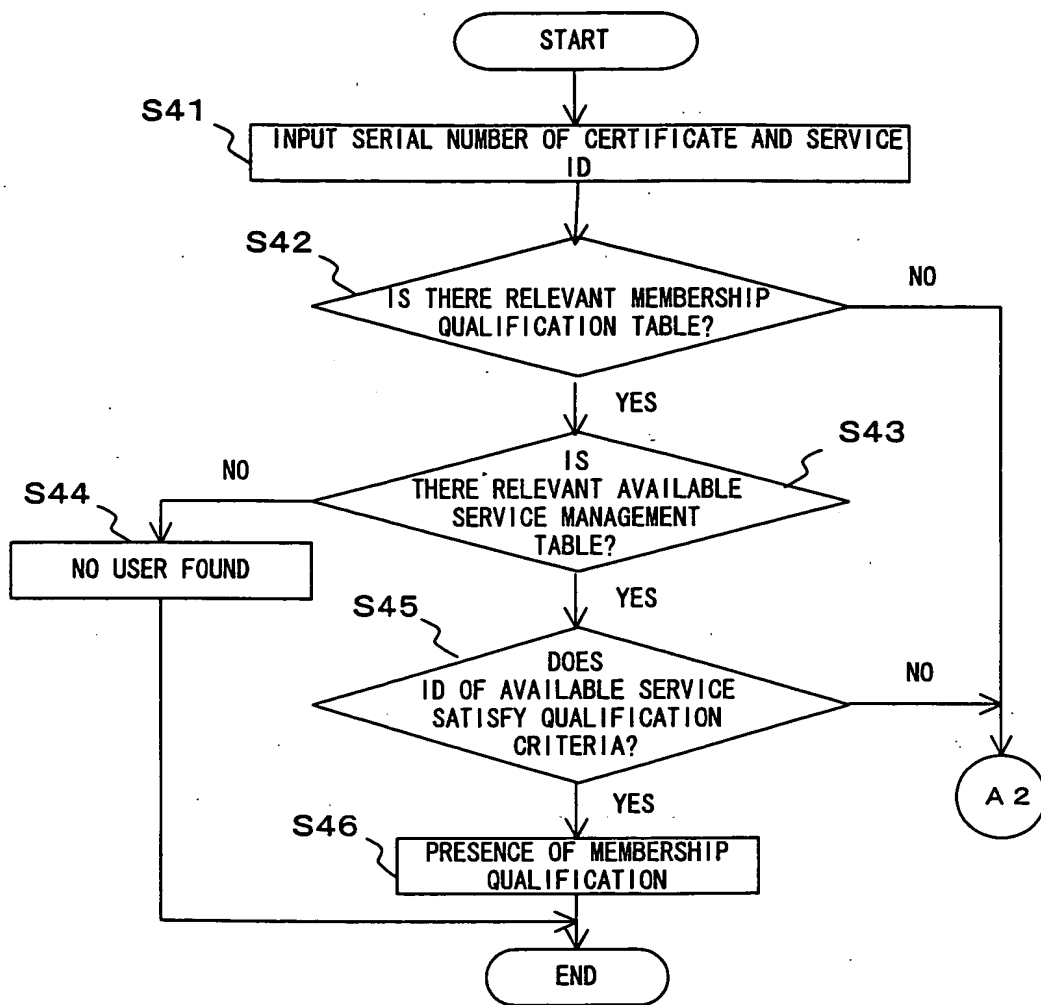 START
S41
INPUT SERIAL NUMBER OF CERTIFICATE AND SERVICE
ID
S42
NO
IS THERE RELEVANT MEMBERSHIP
QUALIFICATION TABLE?
YES
S43
NO
IS
THERE RELEVANT AVAILABLE
SERVICE MANAGEMENT
TABLE?
S44
NO USER FOUND
YES
S45
DOES
ID OF AVAILABLE SERVICE
SATISFY QUALIFICATION
CRITERIA?
NO
A2
YES
S46
PRESENCE OF MEMBERSHIP
QUALIFICATION
END